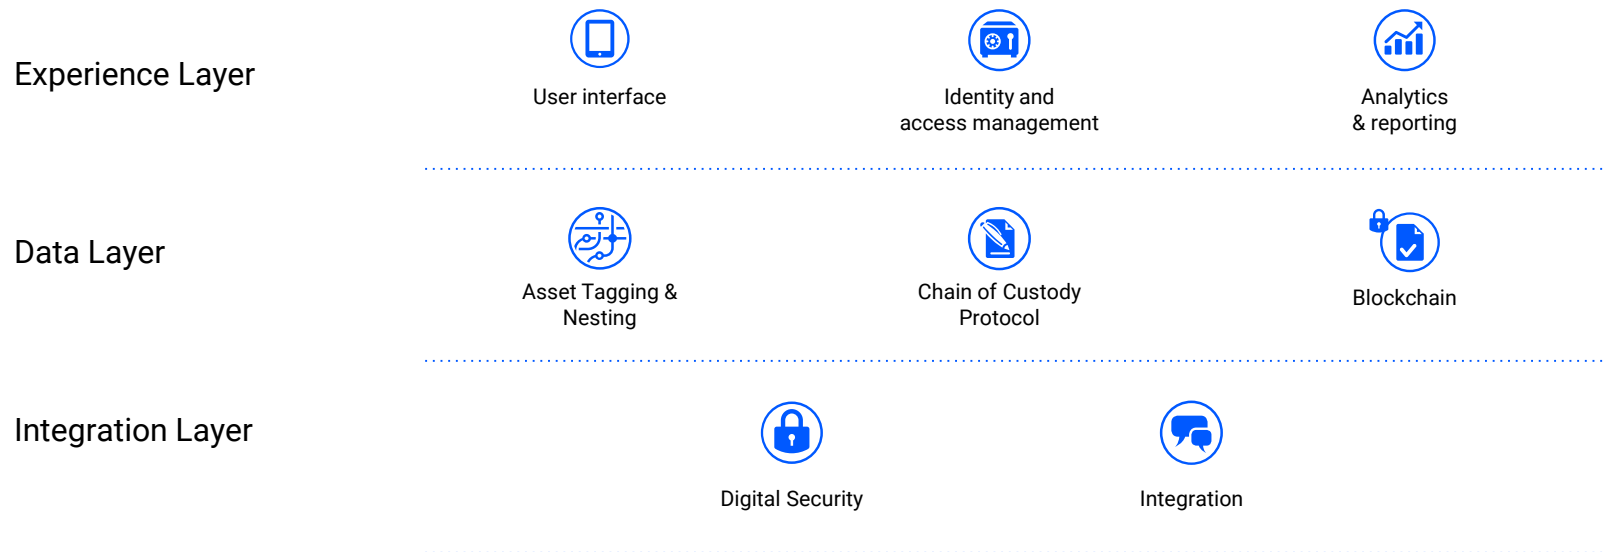 Experience Layer
User interface
Identity and
access management
Analytics
& reporting
Data Layer
Asset Tagging &
Nesting
Chain of Custody
Protocol
Blockchain
Integration Layer
Digital Security
Integration